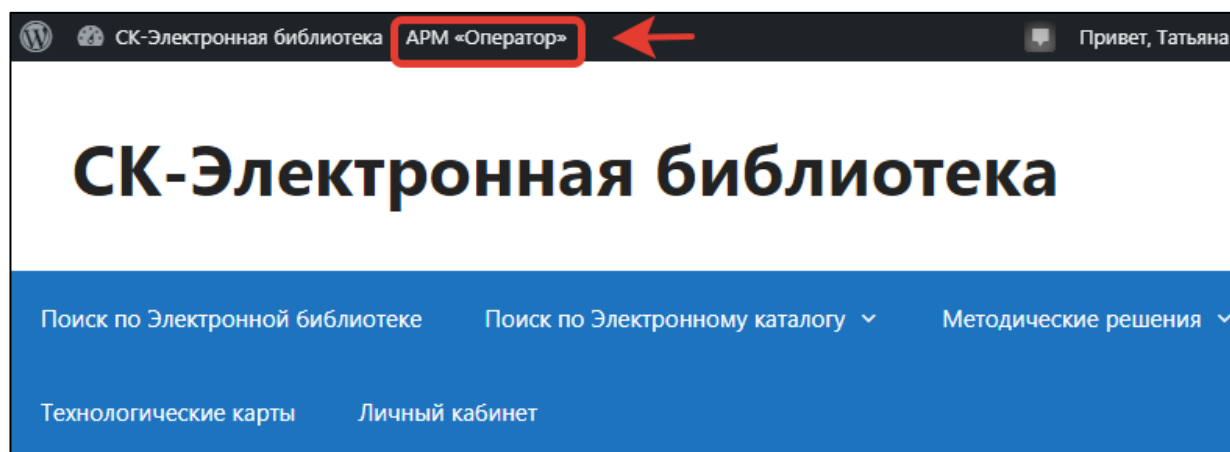 СК-Электронная библиотека АРМ «Оператор» Привет, Татьяна
СК-Электронная библиотека
Поиск по Электронной библиотеке Поиск по Электронному каталогу Методические решения
Технологические карты Личный кабинет